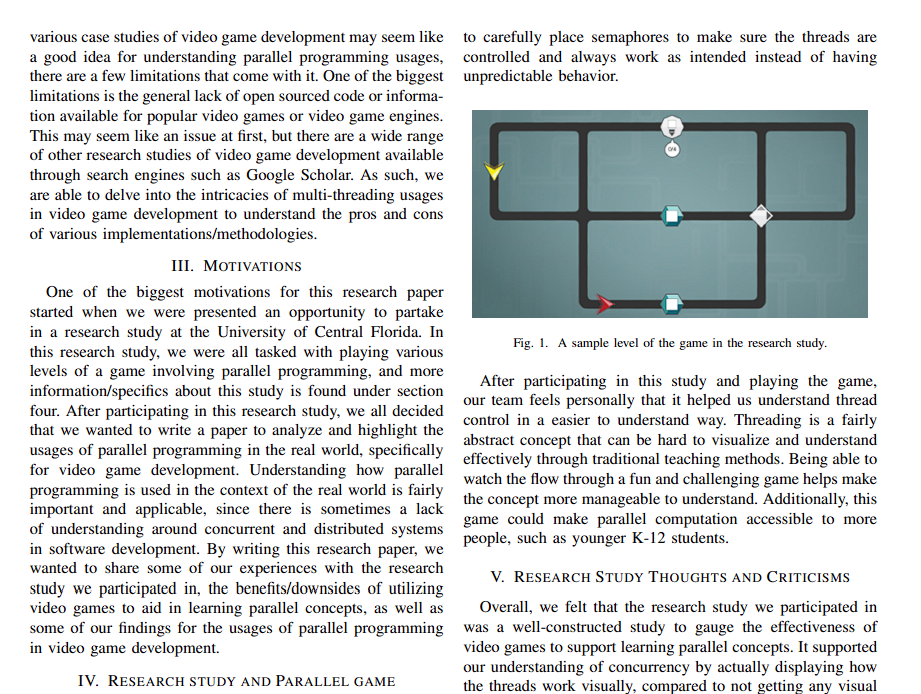 various case studies of video game development may seem like
a good idea for understanding parallel programming usages,
there are a few limitations that come with it. One of the biggest
limitations is the general lack of open sourced code or informa-
tion available for popular video games or video game engines.
This may seem like an issue at first, but there are a wide range
of other research studies of video game development available
through search engines such as Google Scholar. As such, we
are able to delve into the intricacies of multi-threading usages
in video game development to understand the pros and cons
of various implementations/methodologies.
III. MOTIVATIONS
One of the biggest motivations for this research paper
started when we were presented an opportunity to partake
in a research study at the University of Central Florida. In
this research study, we were all tasked with playing various
levels of a game involving parallel programming, and more
information/specifics about this study is found under section
four. After participating in this research study, we all decided
that we wanted to write a paper to analyze and highlight the
usages of parallel programming in the real world, specifically
for video game development. Understanding how parallel
programming is used in the context of the real world is fairly
important and applicable, since there is sometimes a lack
of understanding around concurrent and distributed systems
in software development. By writing this research paper, we
wanted to share some of our experiences with the research
study we participated in, the benefits/downsides of utilizing
video games to aid in learning parallel concepts, as well as
some of our findings for the usages of parallel programming
in video game development.
IV. RESEARCH STUDY AND PARALLEL GAME
to carefully place semaphores to make sure the threads are
controlled and always work as intended instead of having
unpredictable behavior.
Fig. 1. A sample level of the game in the research study.
After participating in this study and playing the game,
our team feels personally that it helped us understand thread
control in a easier to understand way. Threading is a fairly
abstract concept that can be hard to visualize and understand
effectively through traditional teaching methods. Being able to
watch the flow through a fun and challenging game helps make
the concept more manageable to understand. Additionally, this
game could make parallel computation accessible to more
people, such as younger K-12 students.
V. RESEARCH STUDY THOUGHTS AND CRITICISMS
Overall, we felt that the research study we participated in
was a well-constructed study to gauge the effectiveness of
video games to support learning parallel concepts. It supported
our understanding of concurrency by actually displaying how
the threads work visually, compared to not getting any visual